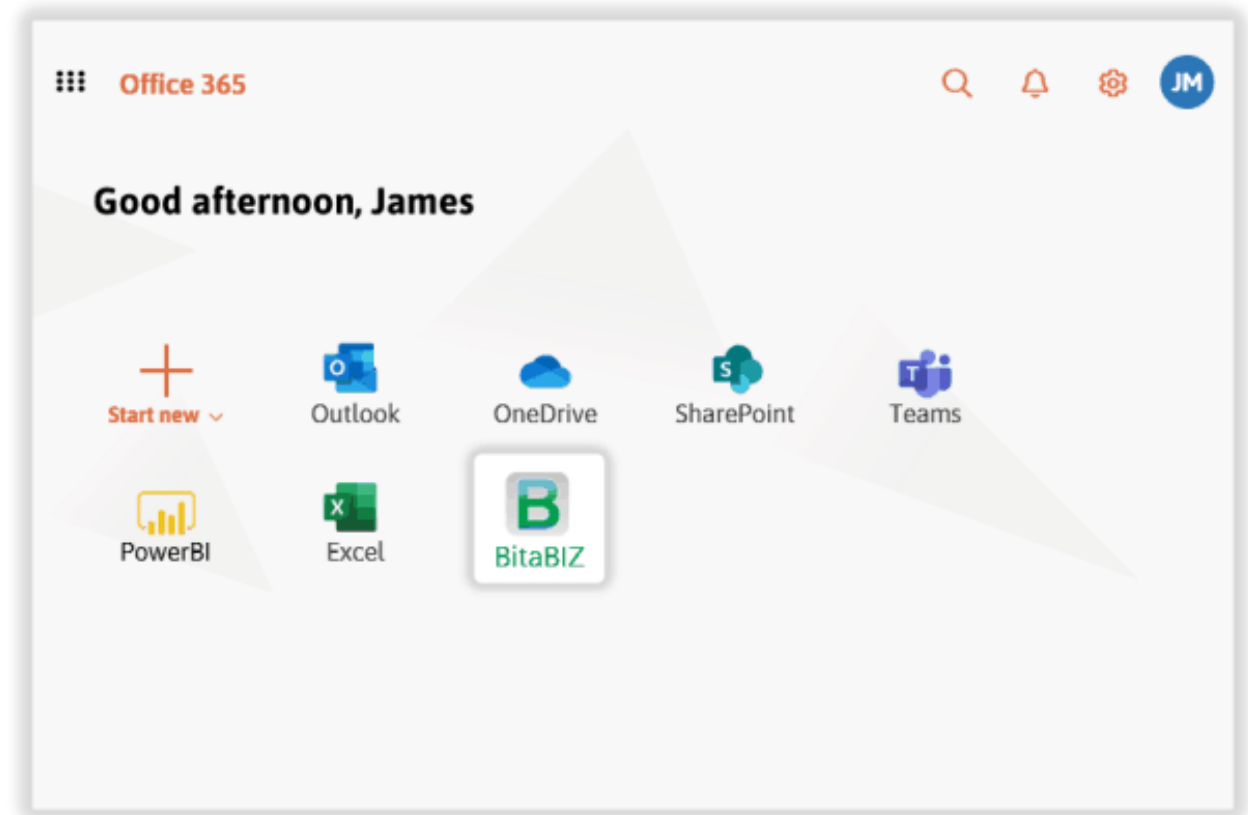 Office 365
JM
Good afternoon, James
Start new
Outlook
OneDrive
SharePoint
Teams
PowerBI
Excel
BitaBIZ